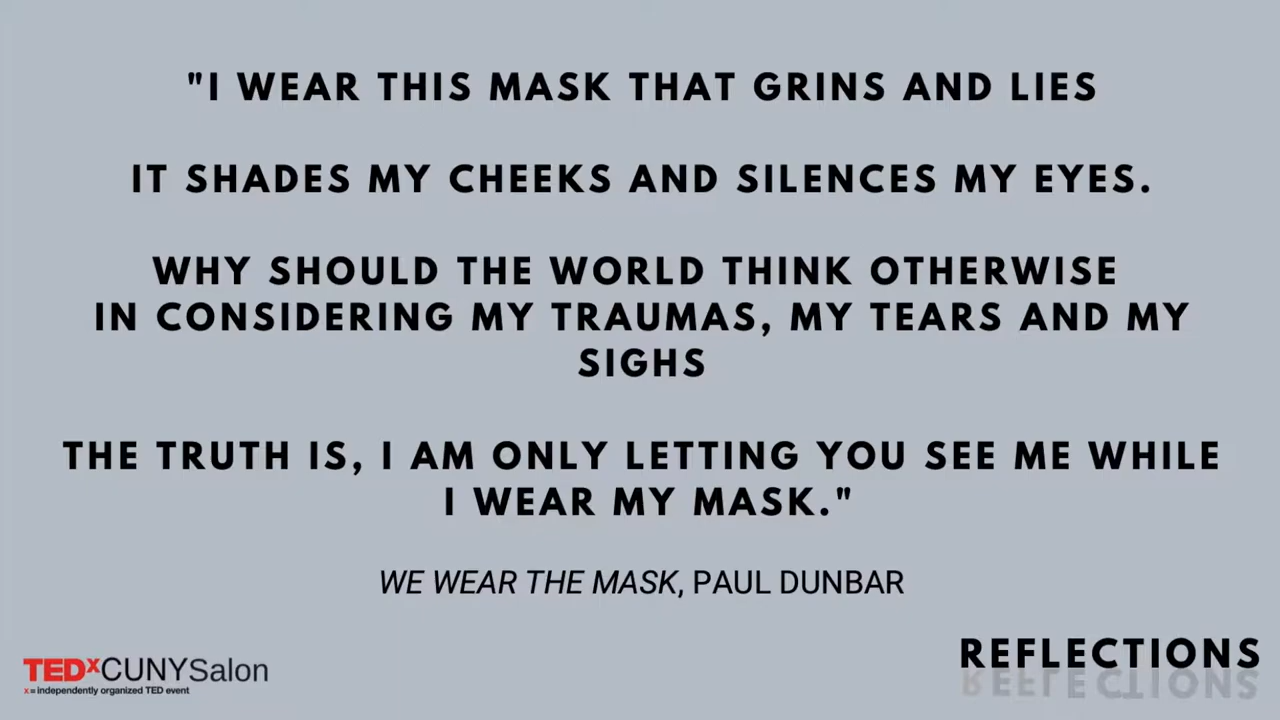 "I WEAR THIS MASK THAT GRINS AND LIES
IT SHADES MY CHEEKS AND SILENCES MY EYES.
WHY SHOULD THE WORLD THINK OTHERWISE
IN CONSIDERING MY TRAUMAS, MY TEARS AND MY
SIGHS
THE TRUTH IS, I AM ONLY LETTING YOU SEE ME WHILE
I WEAR MY MASK."
WE WEAR THE MASK, PAUL DUNBAR
REFLECTIONS
REFLECTIONS
TEDxCUNYSalon
x = independently organized TED event